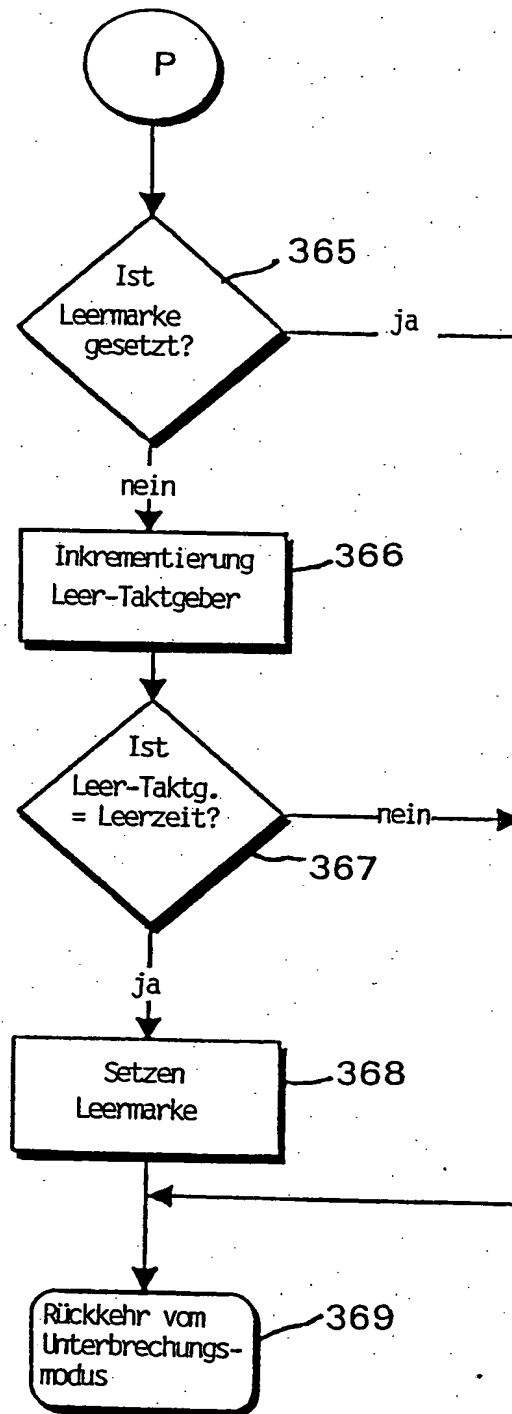 P
365
Ist
Leermarke
gesetzt?
ja
nein
Inkrementierung
Leer-Taktgeber
366
Ist
Leer-Taktg.
= Leerzeit?
nein
367
ja
Setzen
Leermarke
368
Rückkehr vom
Unterbrechungs-
modus
369